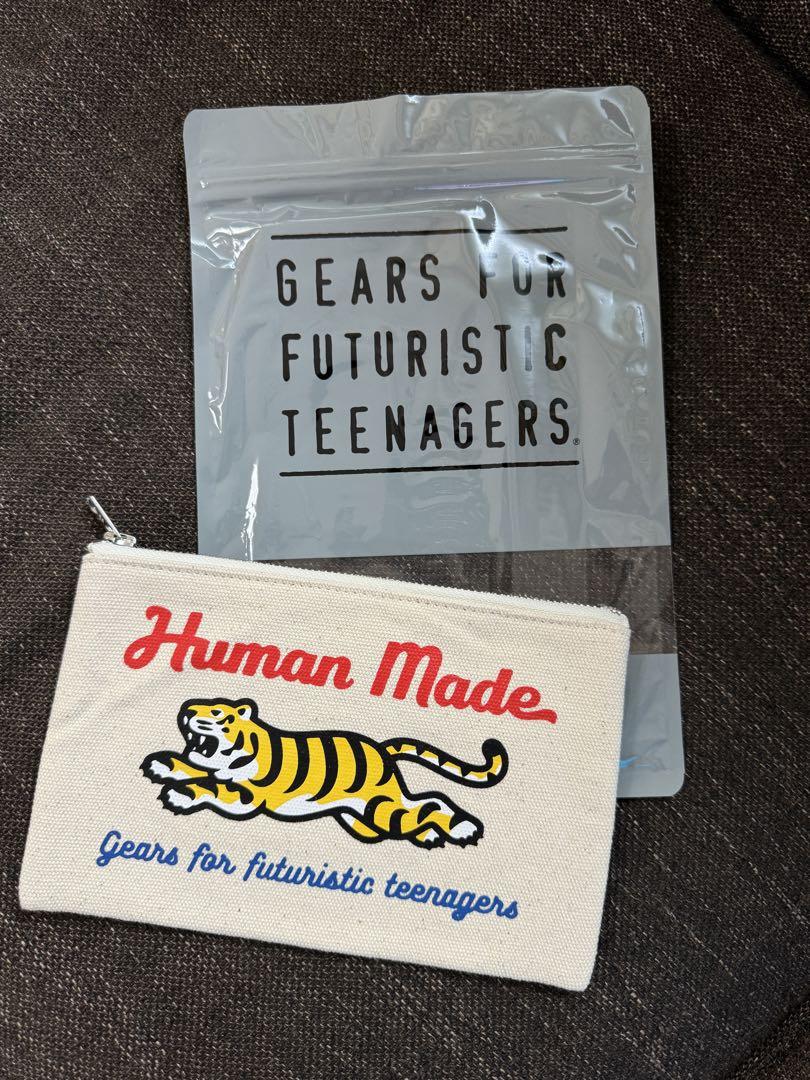 GEARS FOR
FUTURISTIC
TEENAGERS®
Human Made
Gears for futuristic teenagers